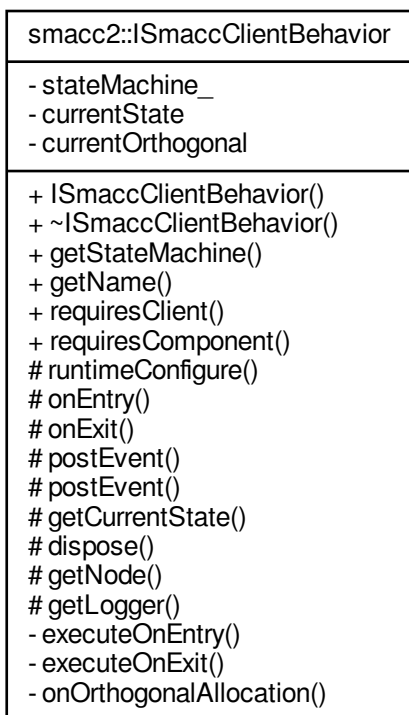 smacc2::ISmaccClientBehavior
- stateMachine_
- currentState
- currentOrthogonal
+ ISmaccClientBehavior()
+ ~ISmaccClientBehavior()
+ getStateMachine()
+ getName()
+ requiresClient()
+ requiresComponent()
# runtimeConfigure()
# onEntry()
# onExit()
# postEvent()
# postEvent()
# getCurrentState()
# dispose()
# getNode()
# getLogger()
- executeOnEntry()
- executeOnExit()
- onOrthogonalAllocation()